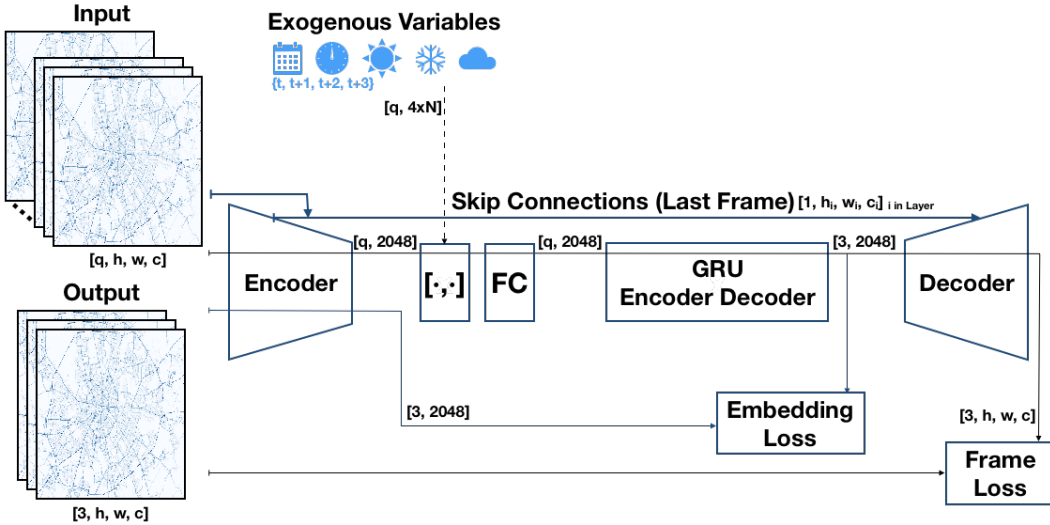 Input
Exogenous Variables
{t, t+1, t+2, t+3}
[q, 4xN]
Skip Connections (Last Frame) [1, hᵢ, wᵢ, cᵢ] i in Layer
[q, h, w, c]
[q, 2048]
[q, 2048]
[3, 2048]
Encoder
[·,·]
FC
GRU
Encoder Decoder
Decoder
Output
[3, 2048]
Embedding
Loss
[3, h, w, c]
Frame
Loss
[3, h, w, c]